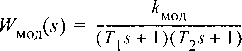 W_мод(s) = k_мод / (T_1 s + 1)(T_2 s + 1)